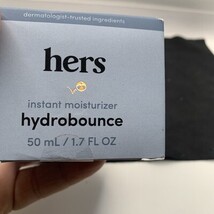 dermatologist-trusted ingredients
hers
instant moisturizer
hydrobounce
50 mL / 1.7 FL OZ